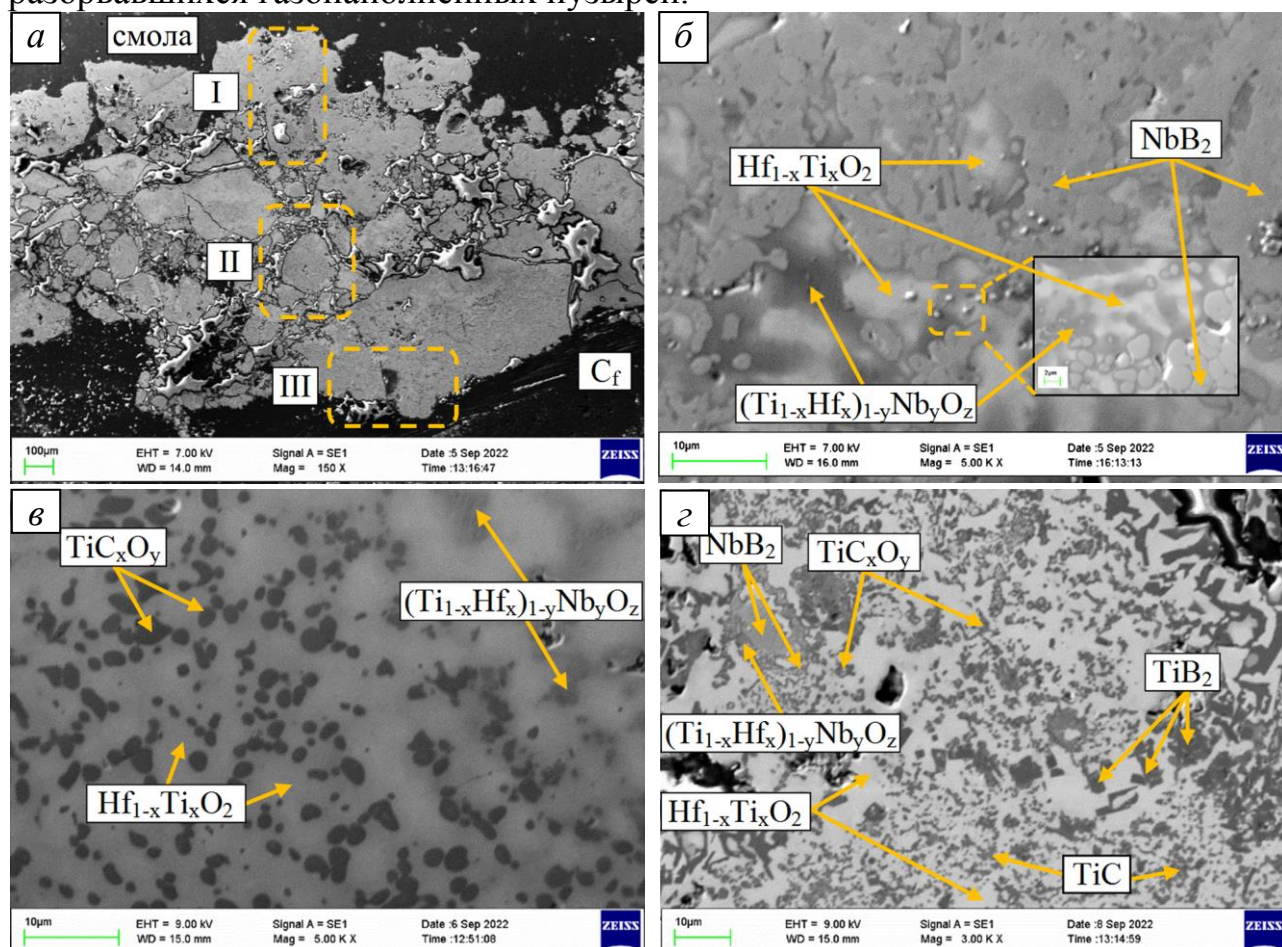 разорвавшихся газонаполненных пузырей.
а
смола
I
II
III
C_f
100µm
EHT = 7.00 kV
Signal A = SE1
Date :5 Sep 2022
WD = 14.0 mm
Mag = 150 X
Time :13:16:47
ZEISS
б
NbB₂
Hf₁₋ₓTiₓO₂
(Ti₁₋ₓHfₓ)₁₋yNbyOz
2µm
10µm
EHT = 7.00 kV
Signal A = SE1
Date :5 Sep 2022
WD = 16.0 mm
Mag = 5.00 K X
Time :16:13:13
ZEISS
в
TiCₓOy
(Ti₁₋ₓHfₓ)₁₋yNbyOz
Hf₁₋ₓTiₓO₂
10µm
EHT = 9.00 kV
Signal A = SE1
Date :6 Sep 2022
WD = 15.0 mm
Mag = 5.00 K X
Time :12:51:08
ZEISS
г
NbB₂
TiCₓOy
TiB₂
(Ti₁₋ₓHfₓ)₁₋yNbyOz
Hf₁₋ₓTiₓO₂
TiC
10µm
EHT = 9.00 kV
Signal A = SE1
Date :8 Sep 2022
WD = 15.0 mm
Mag = 3.00 K X
Time :13:14:59
ZEISS